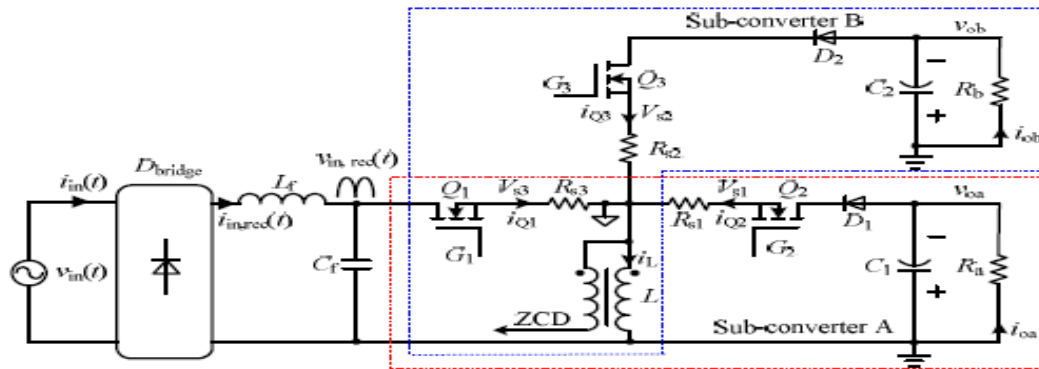 Sub-converter B
v_ob
D_2
G_3
Q_3
C_2
R_b
i_Q3
V_s2
i_ob
R_s2
D_bridge
v_in, rec(t)
i_in(t)
L_f
Q_1
V_s3
R_s3
V_s1
Q_2
v_oa
i_in,rec(t)
i_Q1
R_s1
i_Q2
D_1
G_1
G_2
v_in(t)
C_f
i_L
L
C_1
R_a
ZCD
Sub-converter A
i_oa
− + − +